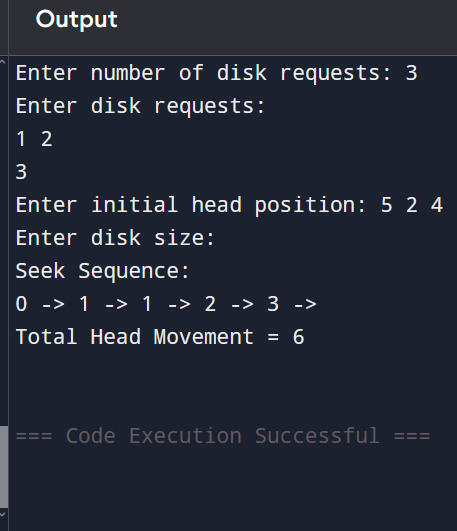 Output
Enter number of disk requests: 3
Enter disk requests:
1 2
3
Enter initial head position: 5 2 4
Enter disk size:
Seek Sequence:
0 -> 1 -> 1 -> 2 -> 3 ->
Total Head Movement = 6
=== Code Execution Successful ===